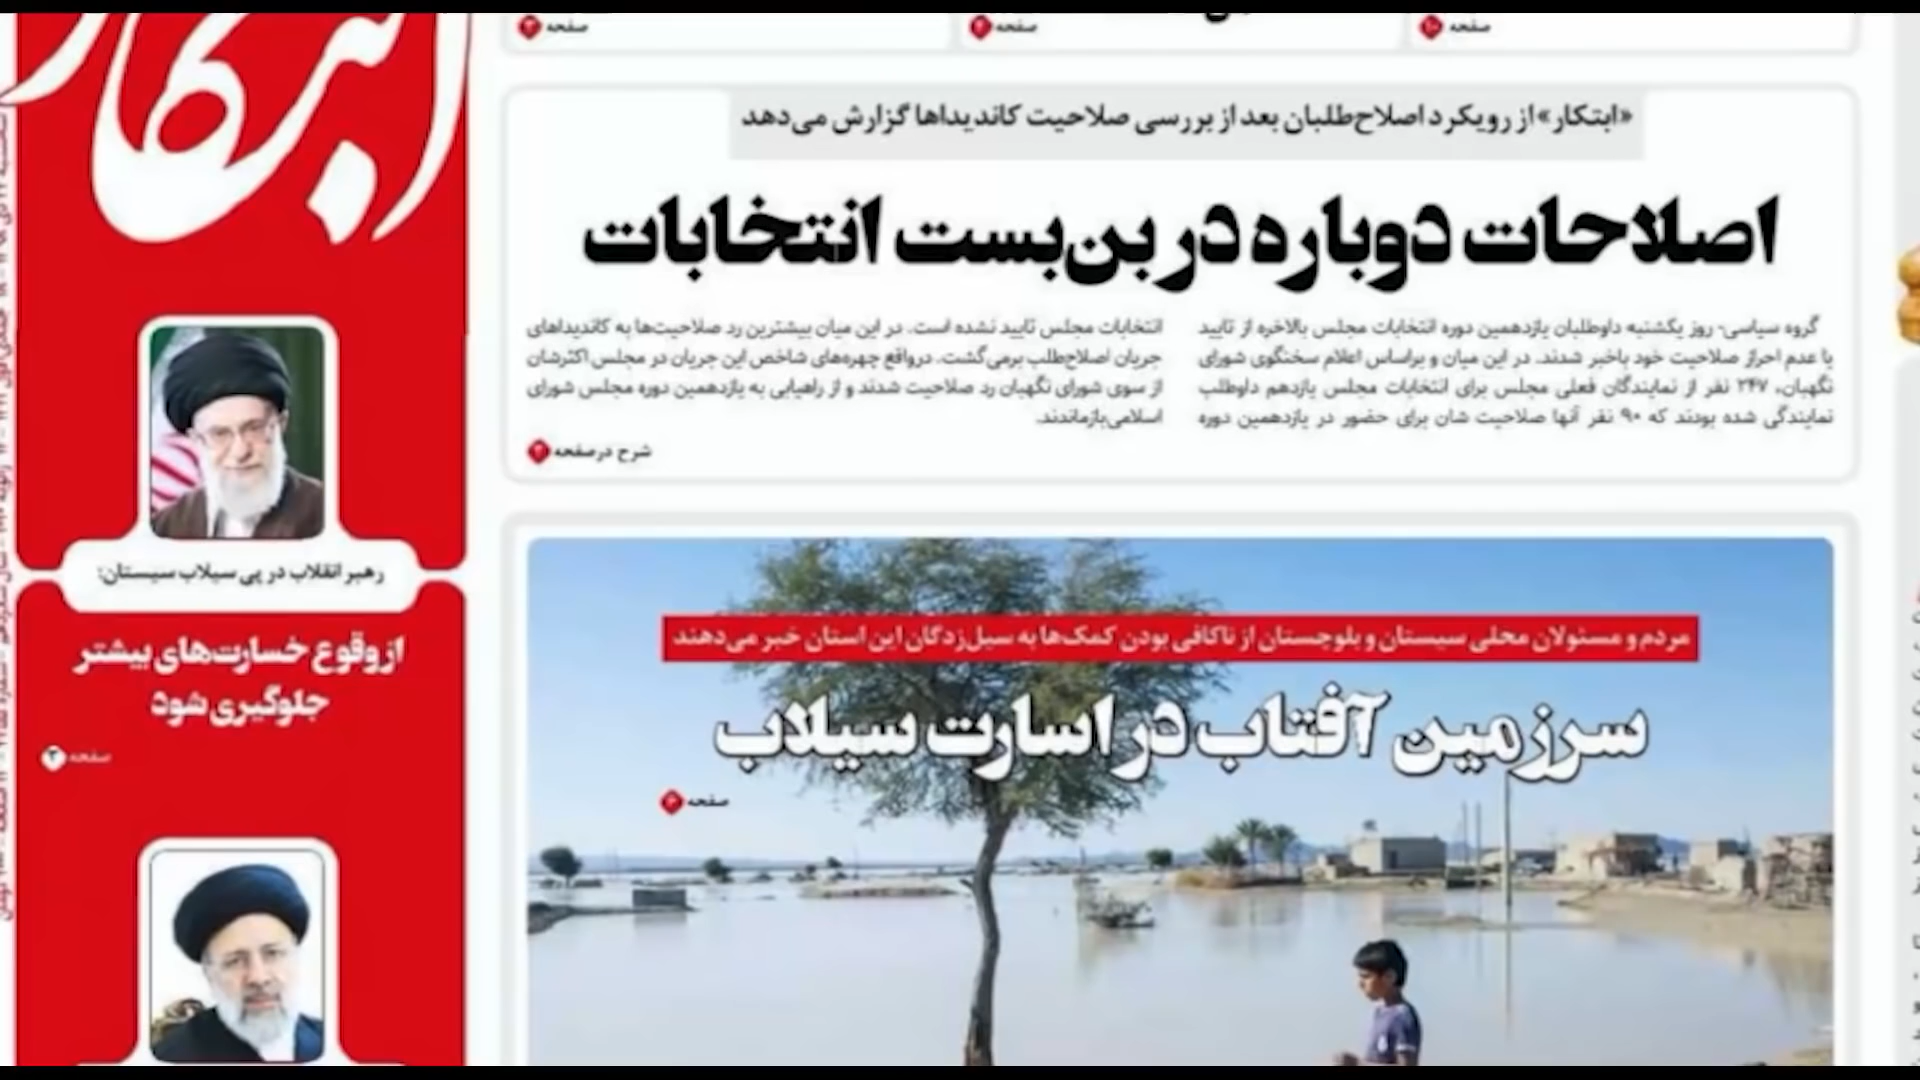 ابتکار
صفحه
صفحه
صفحه
«ابتکار» از رویکرد اصلاح‌طلبان بعد از بررسی صلاحیت کاندیداها گزارش می‌دهد
اصلاحات دوباره در بن‌بست انتخابات
گروه سیاسی- روز یکشنبه داوطلبان یازدهمین دوره انتخابات مجلس بالاخره از تایید
یا عدم احراز صلاحیت خود باخبر شدند. در این میان و براساس اعلام سخنگوی شورای
نگهبان، ۲۴۷ نفر از نمایندگان فعلی مجلس برای انتخابات مجلس یازدهم داوطلب
نمایندگی شده بودند که ۹۰ نفر آنها صلاحیت شان برای حضور در یازدهمین دوره
انتخابات مجلس تایید نشده است. در این میان بیشترین رد صلاحیت‌ها به کاندیداهای
جریان اصلاح‌طلب برمی‌گشت. درواقع چهره‌های شاخص این جریان در مجلس اکثرشان
از سوی شورای نگهبان رد صلاحیت شدند و از راهیابی به یازدهمین دوره مجلس شورای
اسلامی‌بازماندند.
شرح درصفحه
مردم و مسئولان محلی سیستان و بلوچستان از ناکافی بودن کمک‌ها به سیل‌زدگان این استان خبر می‌دهند
سرزمین آفتاب در اسارت سیلاب
صفحه
رهبر انقلاب در پی سیلاب سیستان:
از وقوع خسارت‌های بیشتر
جلوگیری شود
صفحه